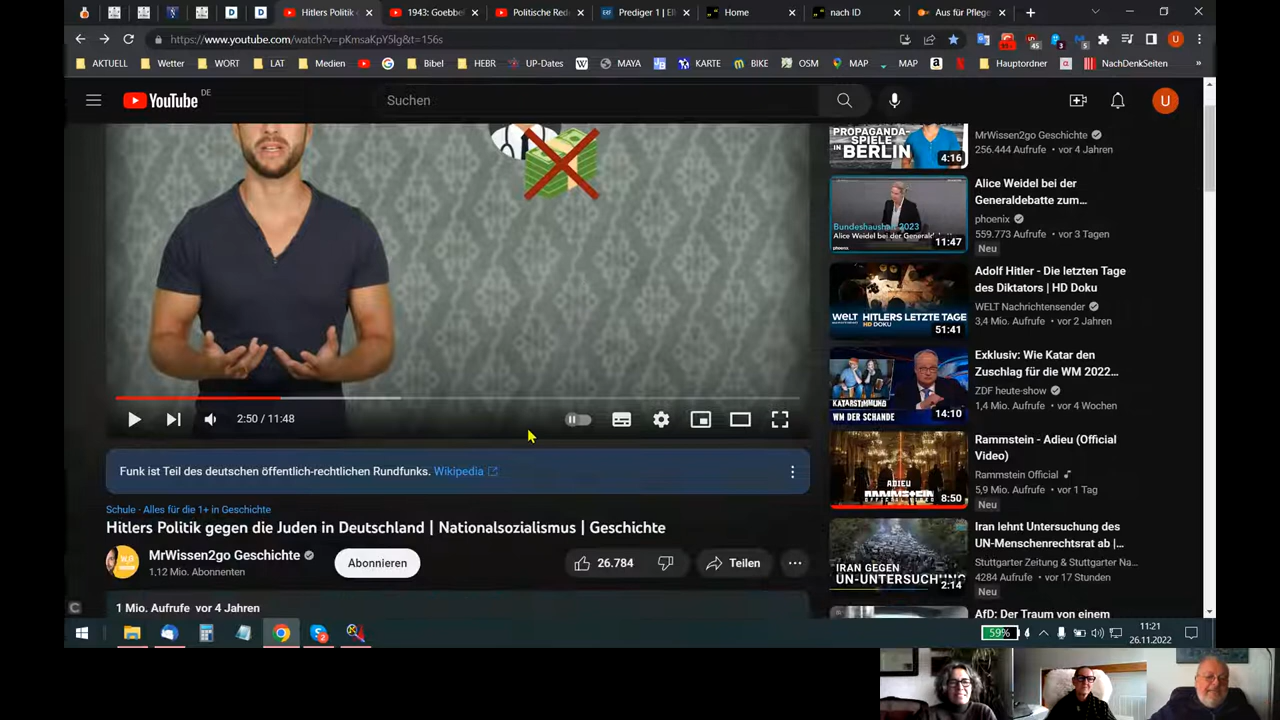 Hitlers Politik
1943: Goebbel
Politische Red
Prediger 1 | El
Home
nach ID
Aus für Pflege
https://www.youtube.com/watch?v=pKmsaKpY5lg&t=156s
U
AKTUELL
Wetter
WORT
LAT
Medien
Bibel
HEBR
UP-Dates
MAYA
KARTE
BIKE
OSM
MAP
MAP
Hauptordner
NachDenkSeiten
YouTube DE
Suchen
U
PROPAGANDA-
SPIELE
IN BERLIN
4:16
MrWissen2go Geschichte
256.444 Aufrufe • vor 4 Jahren
Bundeshaushalt 2023
11:47
Alice Weidel bei der
Generaldebatte zum…
phoenix
559.773 Aufrufe • vor 3 Tagen
Neu
WELT HITLERS LETZTE TAGE
HD DOKU
51:41
Adolf Hitler - Die letzten Tage
des Diktators | HD Doku
WELT Nachrichtensender
3,4 Mio. Aufrufe • vor 2 Jahren
KATARSTIMMUNG
WM DER SCHANDE
14:10
Exklusiv: Wie Katar den
Zuschlag für die WM 2022…
ZDF heute-show
1,4 Mio. Aufrufe • vor 4 Wochen
ADIEU
RAMMSTEIN
8:50
Rammstein - Adieu (Official
Video)
Rammstein Official
5,9 Mio. Aufrufe • vor 1 Tag
Neu
IRAN GEGEN
UN-UNTERSUCHUNG
2:14
Iran lehnt Untersuchung des
UN-Menschenrechtsrat ab |…
Stuttgarter Zeitung & Stuttgarter Na…
4284 Aufrufe • vor 17 Stunden
Neu
AfD: Der Traum von einem
2:50 / 11:48
Funk ist Teil des deutschen öffentlich-rechtlichen Rundfunks. Wikipedia
Schule - Alles für die 1+ in Geschichte
Hitlers Politik gegen die Juden in Deutschland | Nationalsozialismus | Geschichte
MrWissen2go Geschichte
1,12 Mio. Abonnenten
Abonnieren
26.784
Teilen
1 Mio. Aufrufe vor 4 Jahren
59%
11:21
26.11.2022